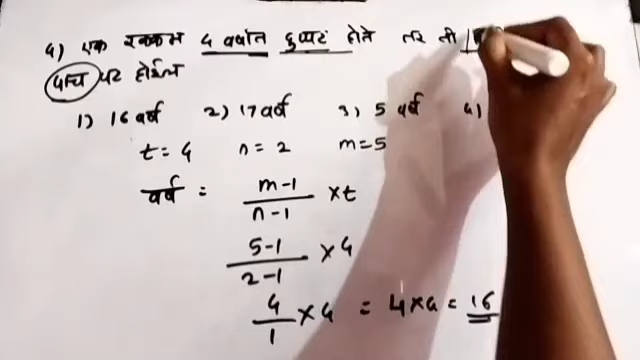 4) एक रक्कम 4 वर्षात दुप्पट होते तर ती
पाच पट होईल
1) 16 वर्ष 2) 17 वर्ष 3) 5 वर्ष 4)
t = 4 n = 2 m = 5
वर्ष = m-1 / n-1 × t
5-1 / 2-1 × 4
4 / 1 × 4 = 4 × 4 = 16